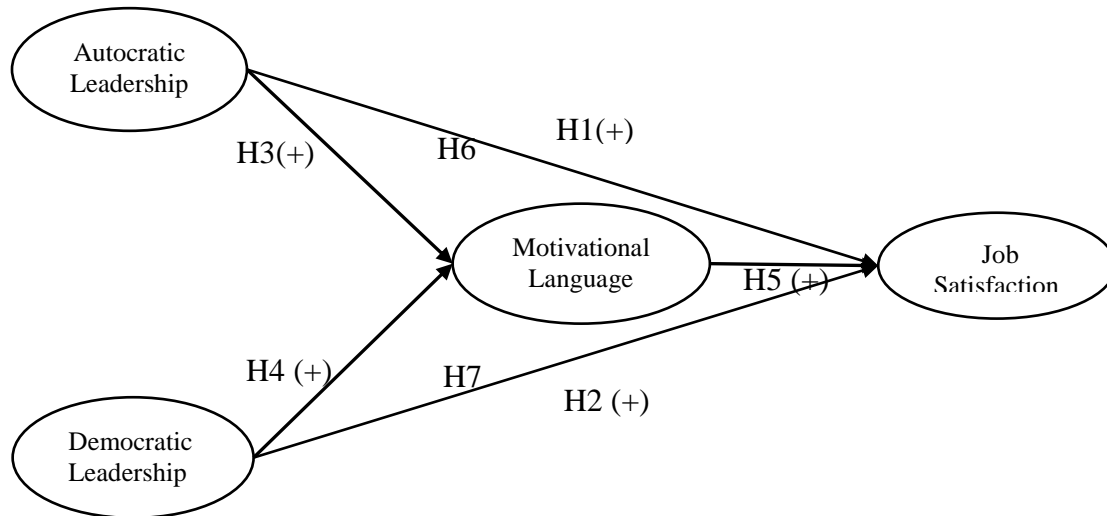 Autocratic
Leadership
H1(+)
H6
H3(+)
Motivational
Language
Job
Satisfaction
H5 (+)
H4 (+)
H7
H2 (+)
Democratic
Leadership